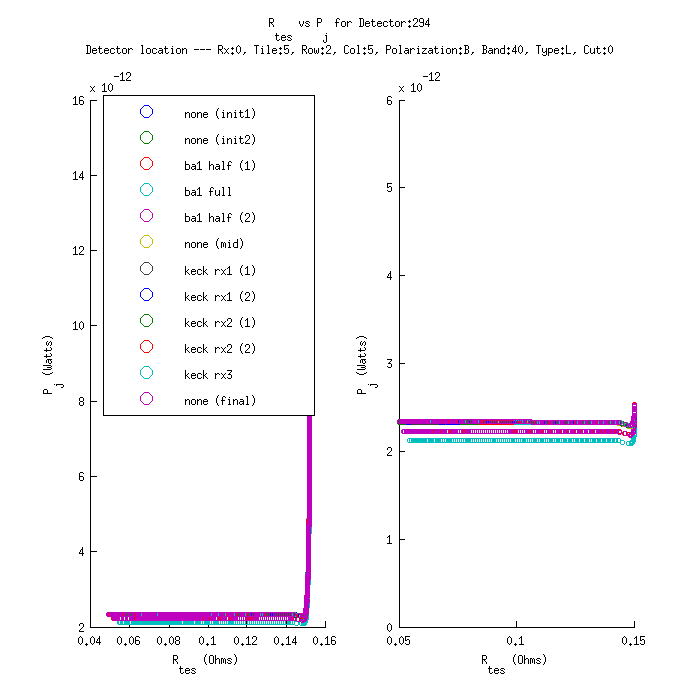 R tes vs P j for Detector:294
Detector location --- Rx:0, Tile:5, Row:2, Col:5, Polarization:B, Band:40, Type:L, Cut:0
x 10 -12
16
14
12
10
8
6
4
2
0.04 0.06 0.08 0.1 0.12 0.14 0.16
P j (Watts)
R tes (Ohms)
none (init1)
none (init2)
ba1 half (1)
ba1 full
ba1 half (2)
none (mid)
keck rx1 (1)
keck rx1 (2)
keck rx2 (1)
keck rx2 (2)
keck rx3
none (final)
x 10 -12
6
5
4
3
2
1
0
0.05 0.1 0.15
P j (Watts)
R tes (Ohms)